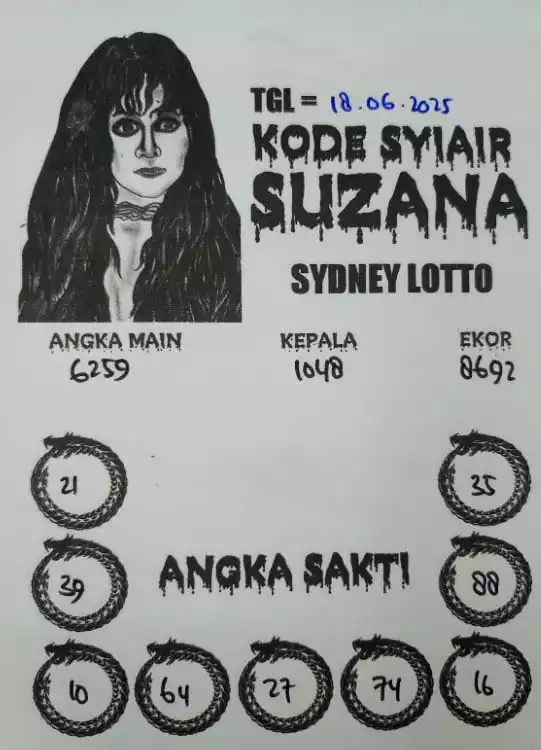 TGL = 18.06.2025
KODE SYIAIR
SUZANA
SYDNEY LOTTO
ANGKA MAIN KEPALA EKOR
6259 1048 8692
21 35
39 ANGKA SAKTI 88
10 64 27 74 16